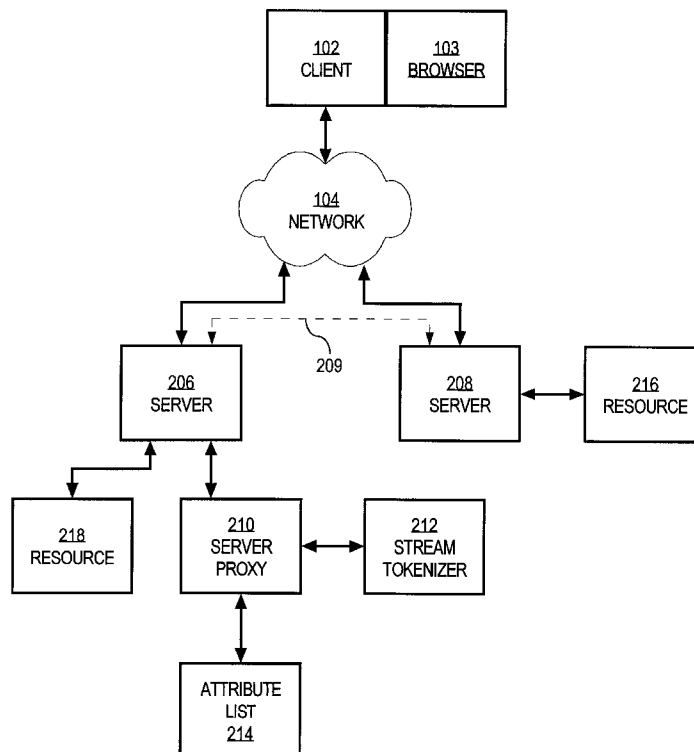 102
CLIENT
103
BROWSER
104
NETWORK
209
206
SERVER
208
SERVER
216
RESOURCE
218
RESOURCE
210
SERVER
PROXY
212
STREAM
TOKENIZER
ATTRIBUTE
LIST
214